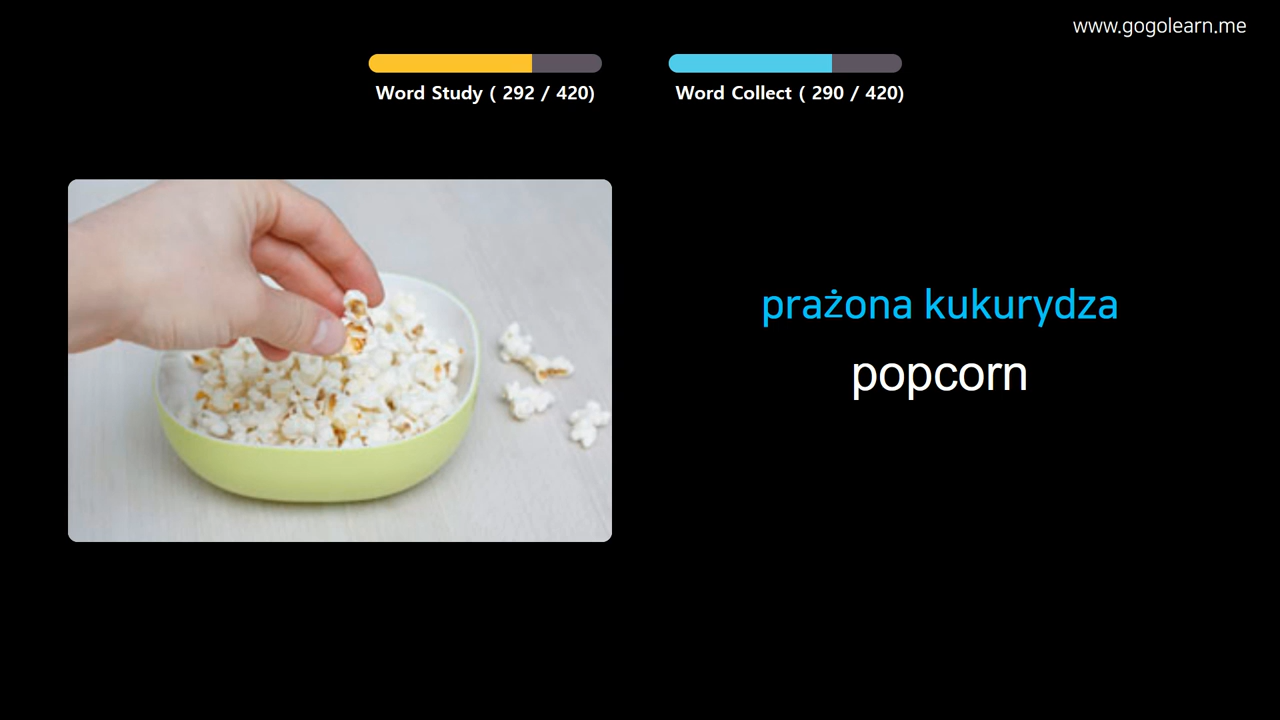 www.gogolearn.me
Word Study ( 292 / 420)
Word Collect ( 290 / 420)
prażona kukurydza
popcorn